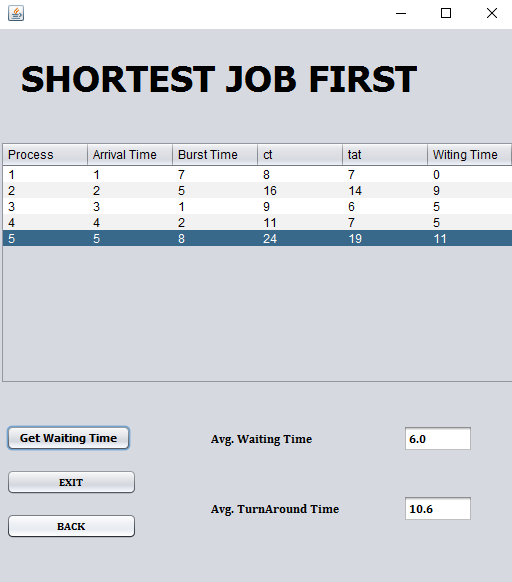 SHORTEST JOB FIRST
Process Arrival Time Burst Time ct tat Witing Time
1 1 7 8 7 0
2 2 5 16 14 9
3 3 1 9 6 5
4 4 2 11 7 5
5 5 8 24 19 11
Get Waiting Time Avg. Waiting Time 6.0
EXIT
Avg. TurnAround Time 10.6
BACK